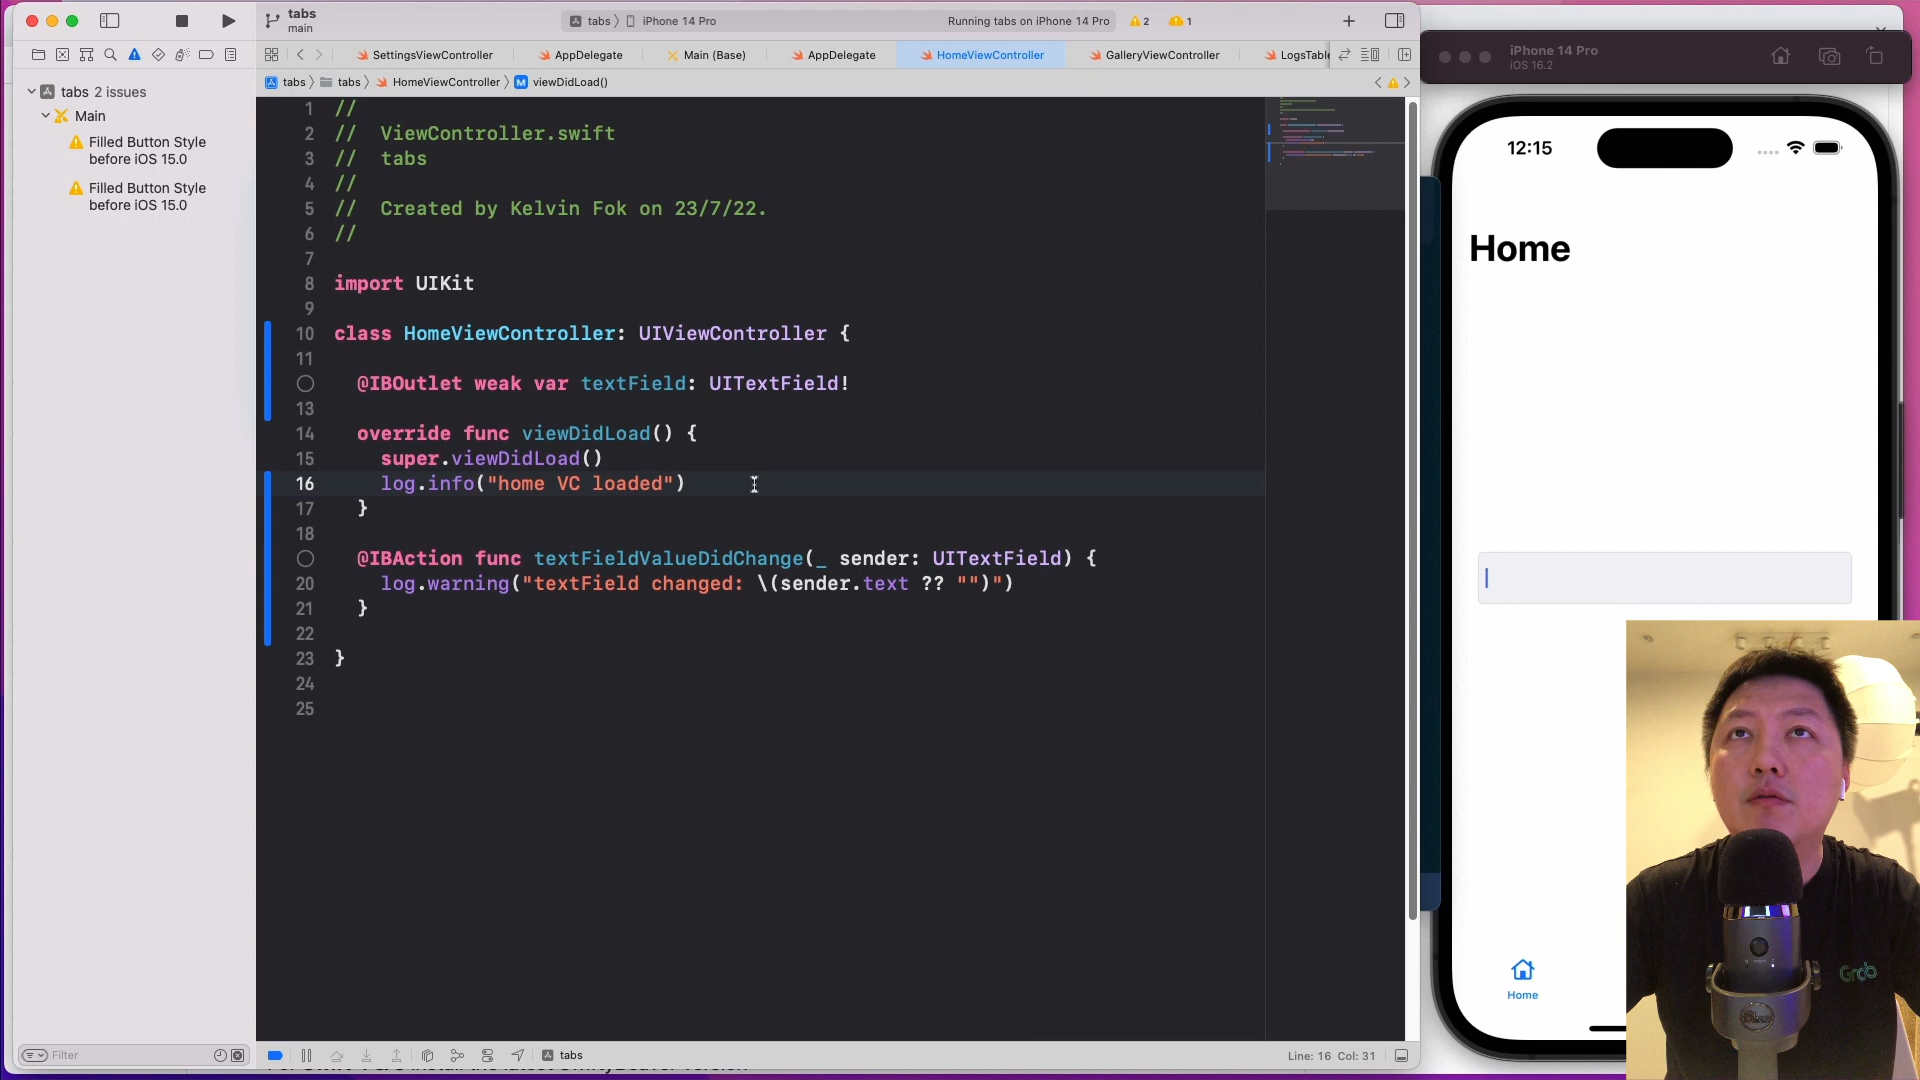 tabs
main
tabs 〉 iPhone 14 Pro
Running tabs on iPhone 14 Pro
2
1
SettingsViewController
AppDelegate
Main (Base)
AppDelegate
HomeViewController
GalleryViewController
LogsTable
tabs 〉 tabs 〉 HomeViewController 〉 M viewDidLoad()
tabs 2 issues
Main
Filled Button Style
before iOS 15.0
Filled Button Style
before iOS 15.0
1 //
2 //  ViewController.swift
3 //  tabs
4 //
5 //  Created by Kelvin Fok on 23/7/22.
6 //
7
8 import UIKit
9
10 class HomeViewController: UIViewController {
11
@IBOutlet weak var textField: UITextField!
13
14 override func viewDidLoad() {
15 super.viewDidLoad()
16 log.info("home VC loaded")
17 }
18
@IBAction func textFieldValueDidChange(_ sender: UITextField) {
20 log.warning("textField changed: \(sender.text ?? "")")
21 }
22
23 }
24
25
Filter
tabs
Line: 16 Col: 31
iPhone 14 Pro
iOS 16.2
12:15
Home
Home
Grab